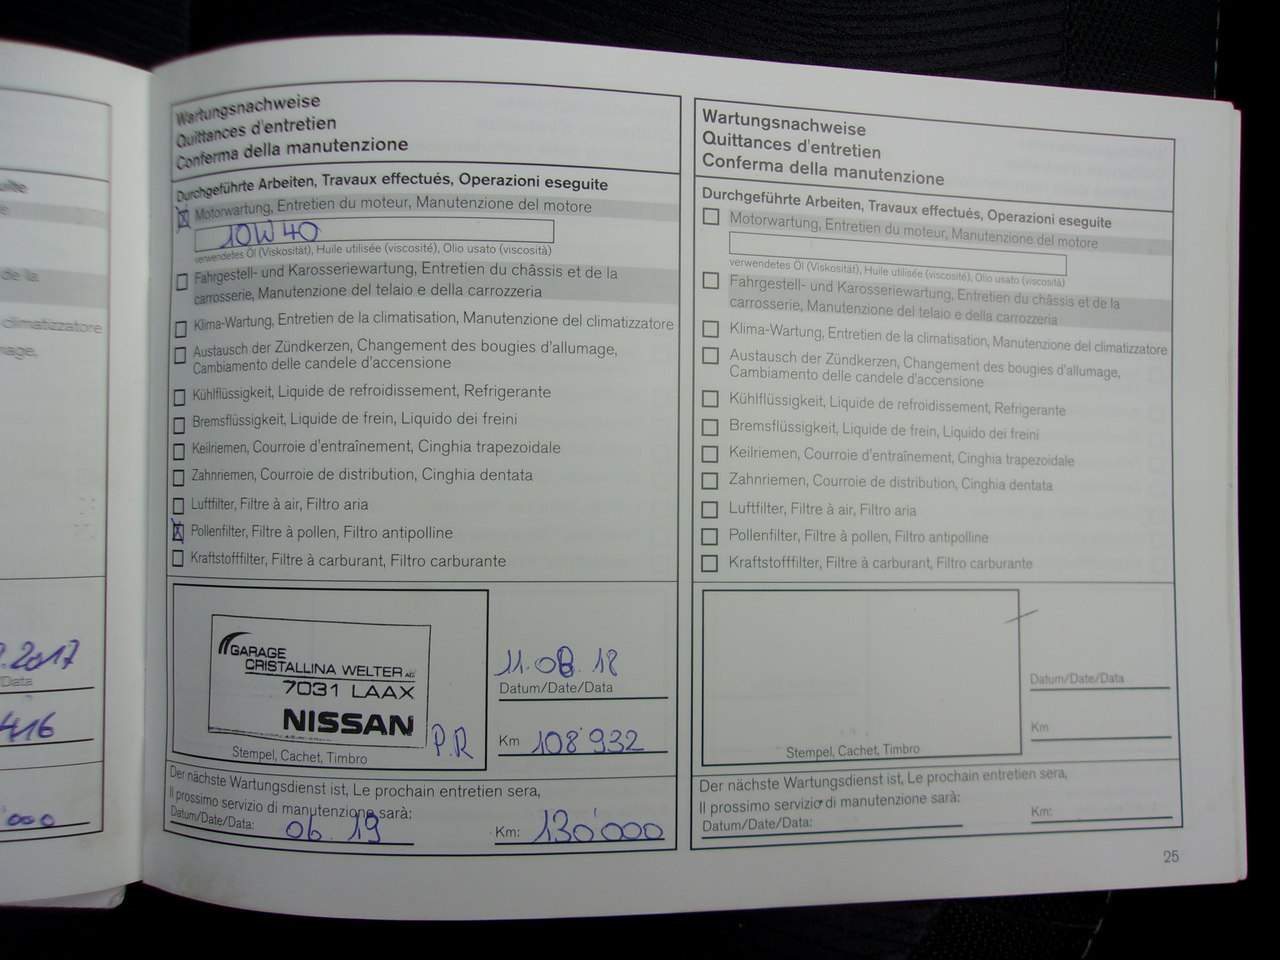 uite
e
de la
climatizzatore
nage,
.2017
Data
416
'000
Wartungsnachweise
Quittances d'entretien
Conferma della manutenzione
Durchgeführte Arbeiten, Travaux effectués, Operazioni eseguite
Motorwartung, Entretien du moteur, Manutenzione del motore
10W40
verwendetes Öl (Viskosität), Huile utilisée (viscosité), Olio usato (viscosità)
Fahrgestell- und Karosseriewartung, Entretien du châssis et de la
carrosserie, Manutenzione del telaio e della carrozzeria
Klima-Wartung, Entretien de la climatisation, Manutenzione del climatizzatore
Austausch der Zündkerzen, Changement des bougies d'allumage,
Cambiamento delle candele d'accensione
Kühlflüssigkeit, Liquide de refroidissement, Refrigerante
Bremsflüssigkeit, Liquide de frein, Liquido dei freini
Keilriemen, Courroie d'entraînement, Cinghia trapezoidale
Zahnriemen, Courroie de distribution, Cinghia dentata
Luftfilter, Filtre à air, Filtro aria
Pollenfilter, Filtre à pollen, Filtro antipolline
Kraftstofffilter, Filtre à carburant, Filtro carburante
GARAGE
CRISTALLINA WELTER AG
7031 LAAX
NISSAN
P.R
Stempel, Cachet, Timbro
11.06.18
Datum/Date/Data
Km 108'932
Der nächste Wartungsdienst ist, Le prochain entretien sera,
Il prossimo servizio di manutenzione sarà:
Datum/Date/Data: 06.19 Km: 130'000
Wartungsnachweise
Quittances d'entretien
Conferma della manutenzione
Durchgeführte Arbeiten, Travaux effectués, Operazioni eseguite
Motorwartung, Entretien du moteur, Manutenzione del motore
verwendetes Öl (Viskosität), Huile utilisée (viscosité), Olio usato (viscosità)
Fahrgestell- und Karosseriewartung, Entretien du châssis et de la
carrosserie, Manutenzione del telaio e della carrozzeria
Klima-Wartung, Entretien de la climatisation, Manutenzione del climatizzatore
Austausch der Zündkerzen, Changement des bougies d'allumage,
Cambiamento delle candele d'accensione
Kühlflüssigkeit, Liquide de refroidissement, Refrigerante
Bremsflüssigkeit, Liquide de frein, Liquido dei freini
Keilriemen, Courroie d'entraînement, Cinghia trapezoidale
Zahnriemen, Courroie de distribution, Cinghia dentata
Luftfilter, Filtre à air, Filtro aria
Pollenfilter, Filtre à pollen, Filtro antipolline
Kraftstofffilter, Filtre à carburant, Filtro carburante
Stempel, Cachet, Timbro
Datum/Date/Data
Km
Der nächste Wartungsdienst ist, Le prochain entretien sera,
Il prossimo servizio di manutenzione sarà:
Datum/Date/Data: Km:
25